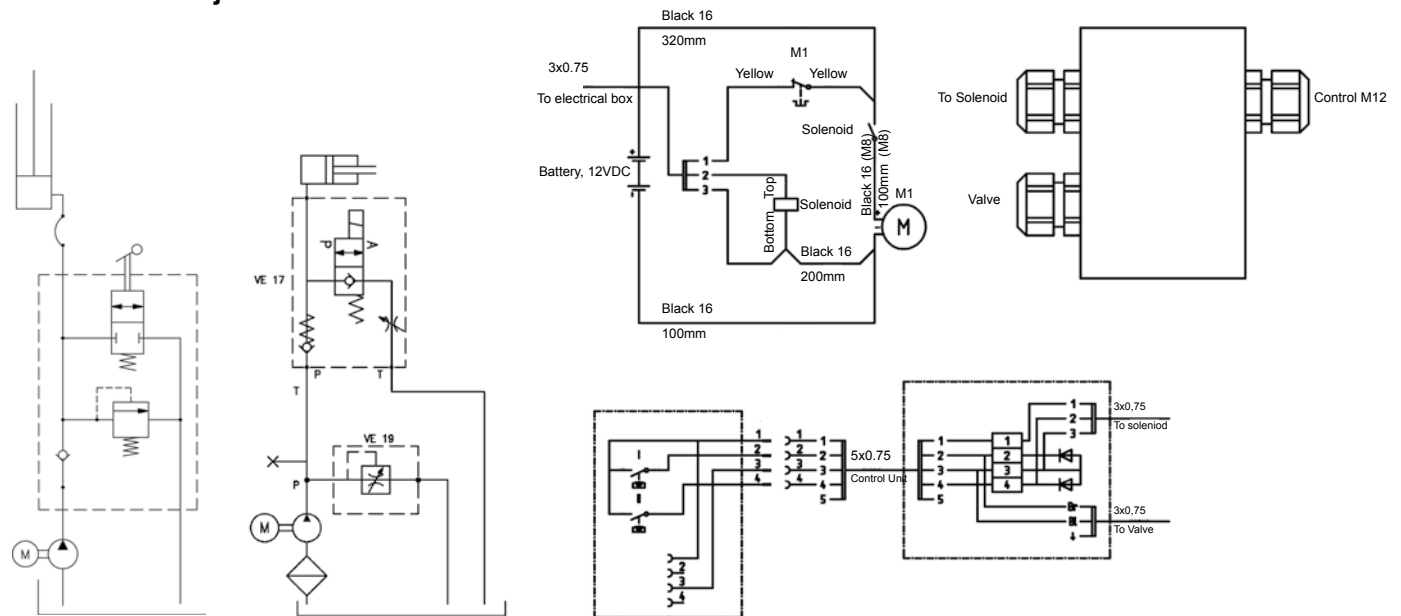 j
M
VE 17
P
A
P
T
T
VE 19
P
M
Black 16
320mm
M1
3x0.75
To electrical box
Yellow
Yellow
Solenoid
Battery, 12VDC
+
-
1
2
3
Top
Solenoid
Bottom
Black 16 (M8)
100mm (M8)
M1
+
-
M
Black 16
200mm
Black 16
100mm
To Solenoid
Control M12
Valve
I
II
1
2
3
4
1
2
3
4
1
2
3
4
5
2
3
4
5x0.75
Control Unit
1
2
3
4
5
1
2
3
4
1
2
3
3x0,75
To soleniod
Br
Bl
3x0,75
To Valve